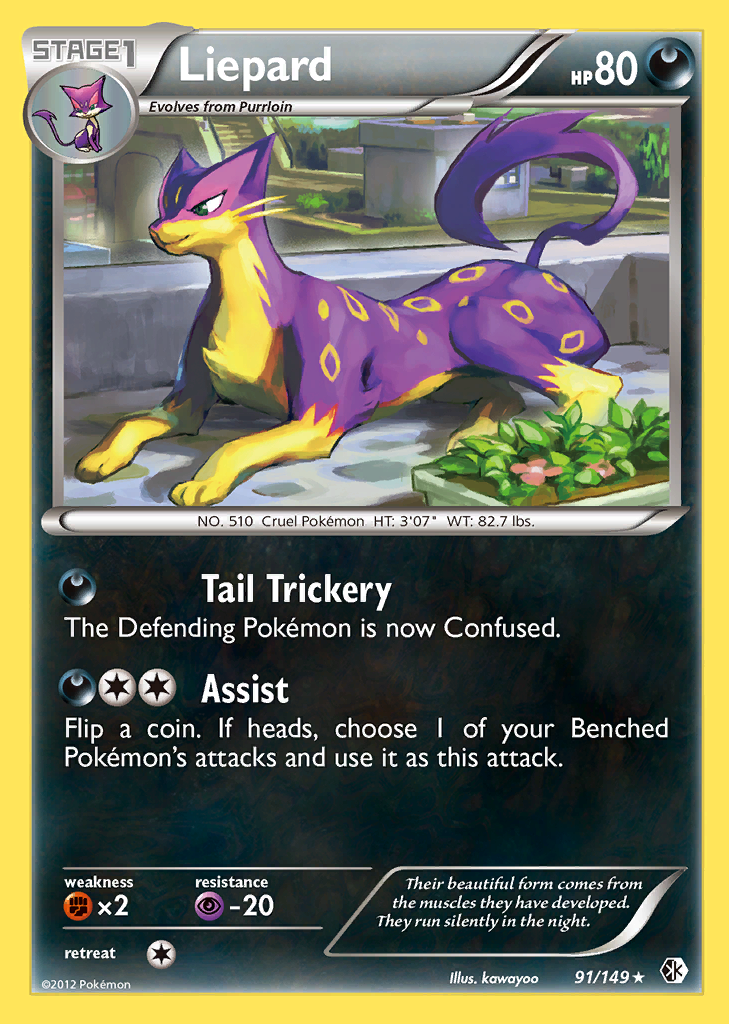 STAGE1
Liepard
HP80
Evolves from Purrloin
NO. 510 Cruel Pokémon HT: 3'07" WT: 82.7 lbs.
Tail Trickery
The Defending Pokémon is now Confused.
Assist
Flip a coin. If heads, choose 1 of your Benched
Pokémon's attacks and use it as this attack.
weakness
resistance
×2
-20
retreat
Their beautiful form comes from
the muscles they have developed.
They run silently in the night.
©2012 Pokémon
Illus. kawayoo
91/149★